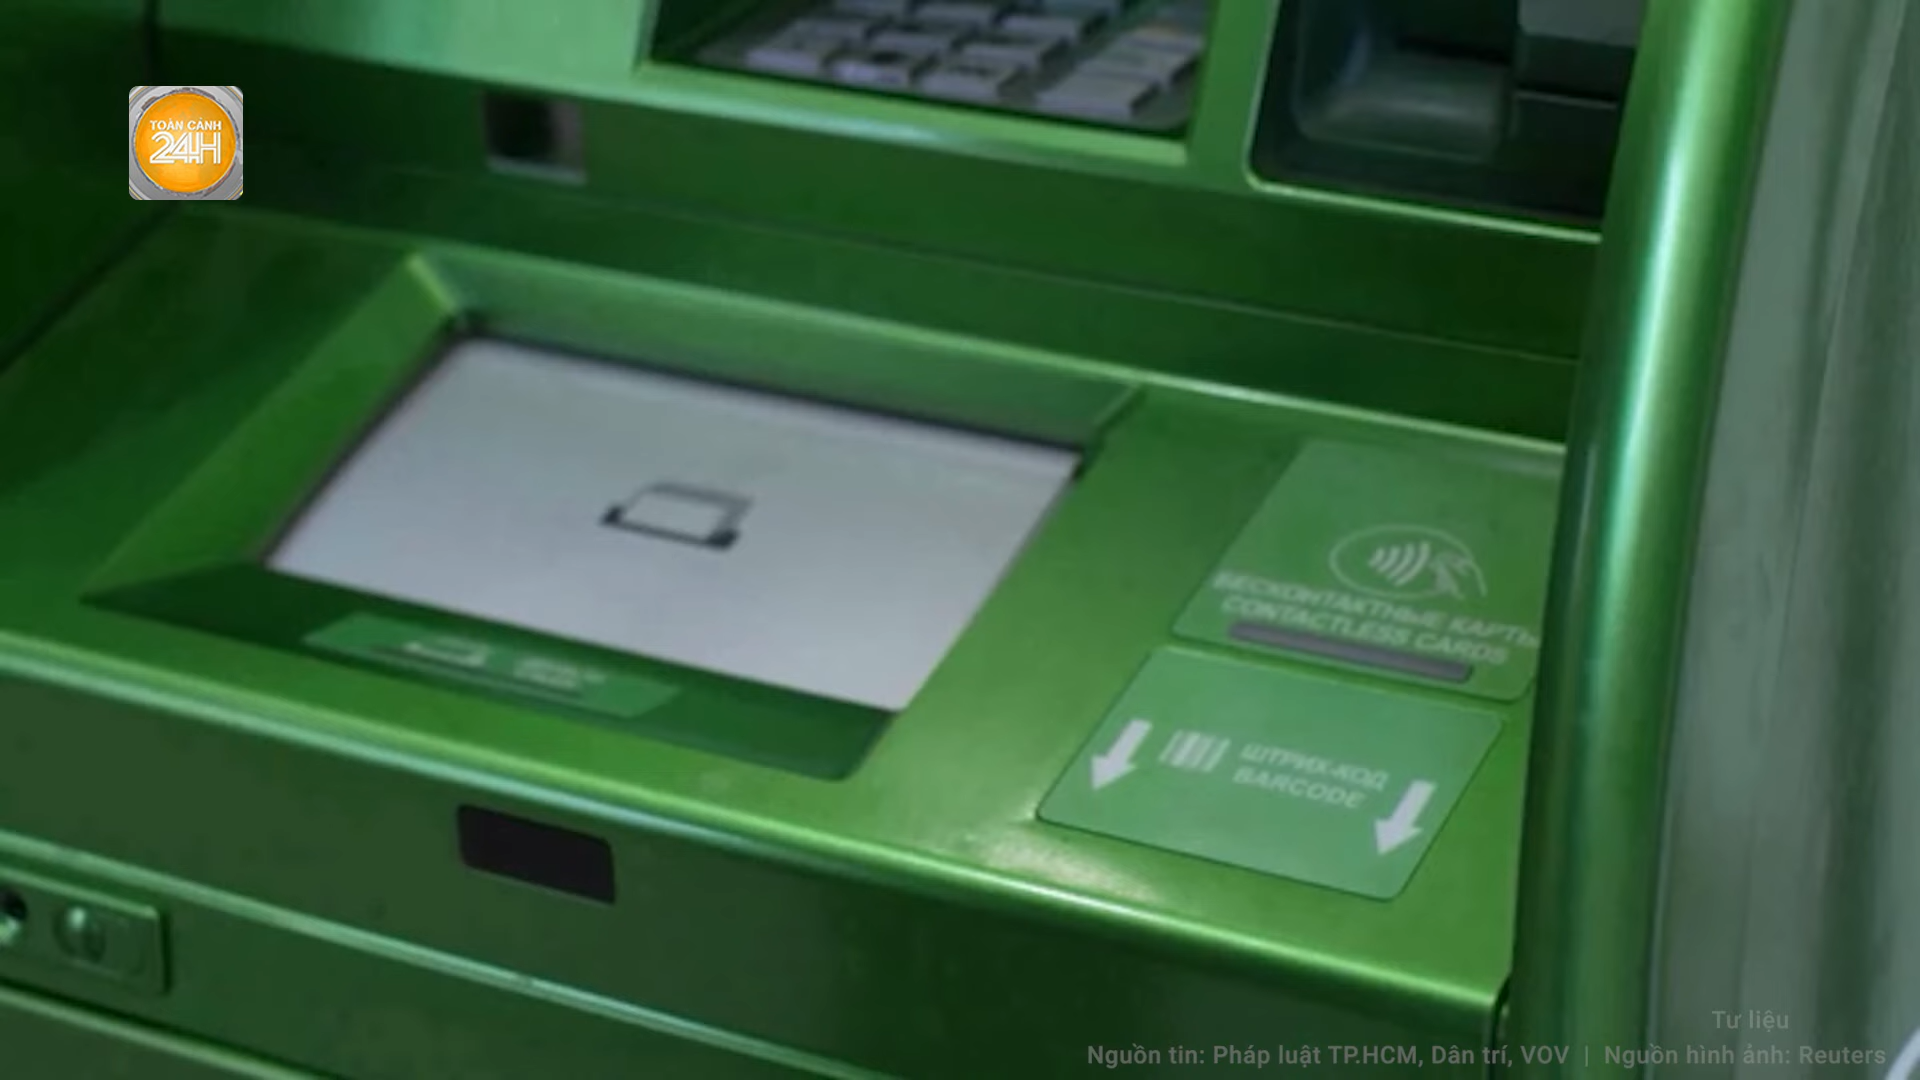 TOÀN CẢNH
24H
БЕСКОНТАКТНЫЕ КАРТЫ
CONTACTLESS CARDS
ШТРИХ-КОД
BARCODE
Tư liệu
Nguồn tin: Pháp luật TP.HCM, Dân trí, VOV | Nguồn hình ảnh: Reuters